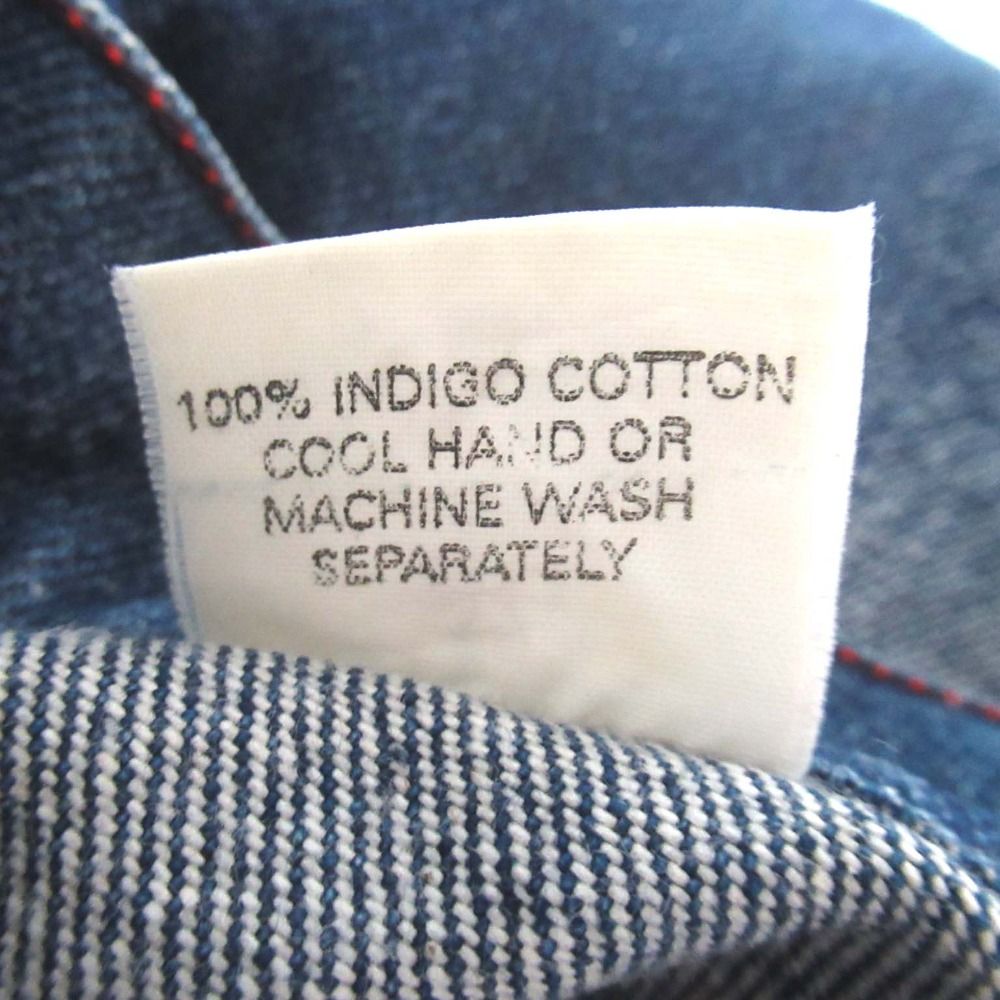 100% INDIGO COTTON
COOL HAND OR
MACHINE WASH
SEPARATELY